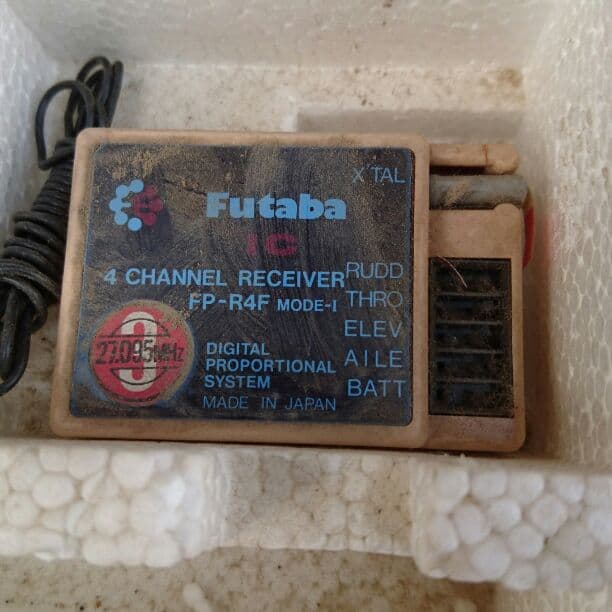 X TAL
Futaba
IC
4 CHANNEL RECEIVER
FP-R4F MODE-I
3
27.095MHz
DIGITAL
PROPORTIONAL
SYSTEM
MADE IN JAPAN
RUDD
THRO
ELEV
AILE
BATT